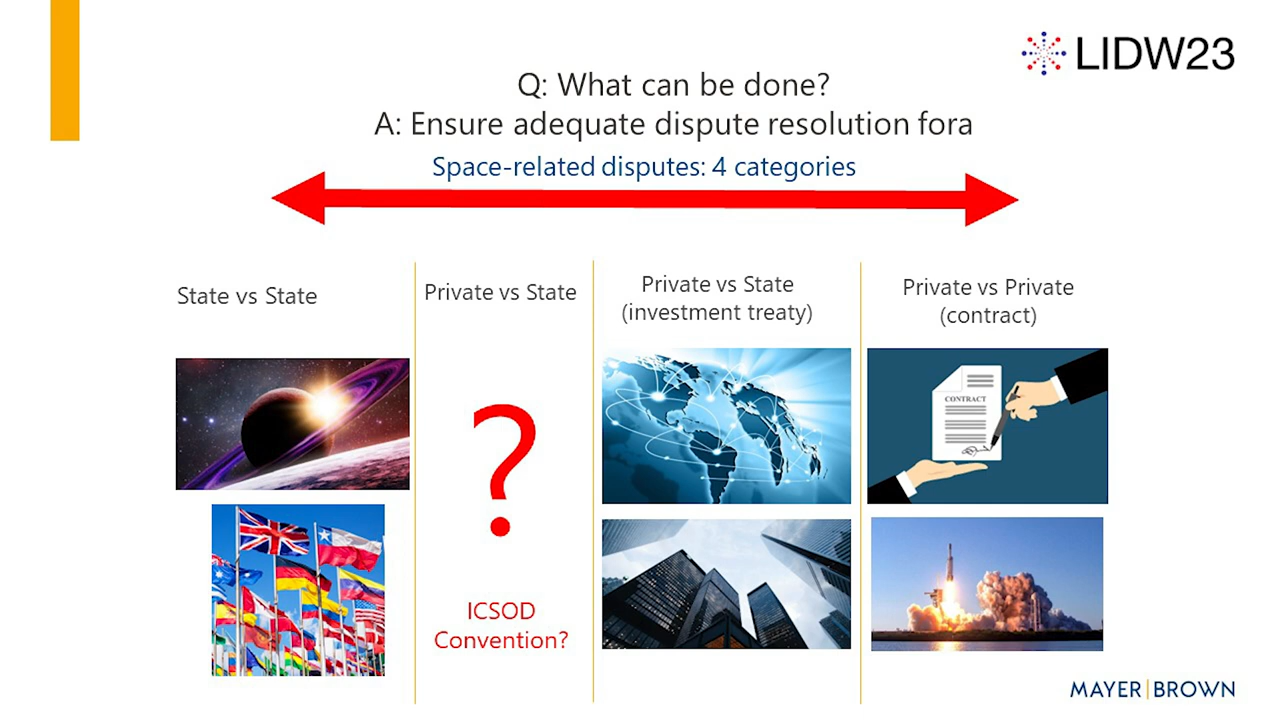 LIDW23
Q: What can be done?
A: Ensure adequate dispute resolution fora
Space-related disputes: 4 categories
State vs State
Private vs State
Private vs State
(investment treaty)
Private vs Private
(contract)
CONTRACT
?
ICSOD
Convention?
MAYER|BROWN